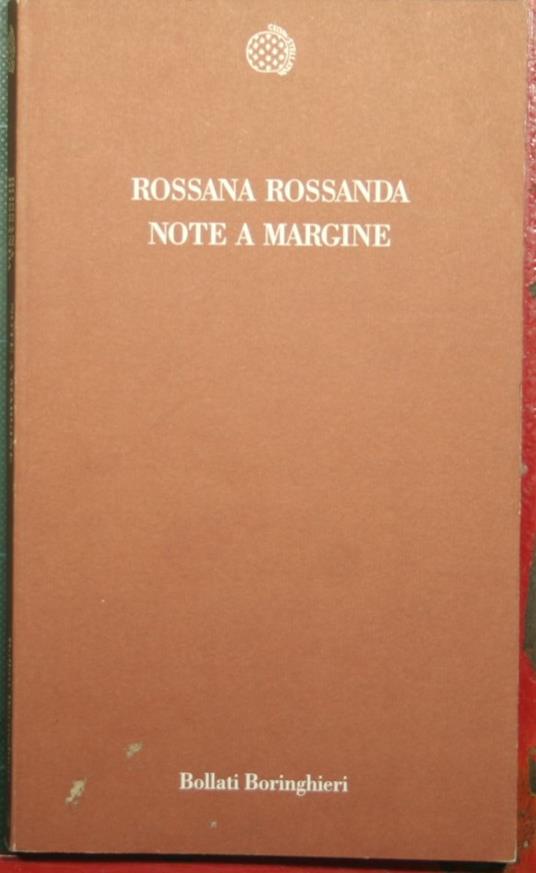 ROSSANA ROSSANDA
NOTE A MARGINE
Bollati Boringhieri